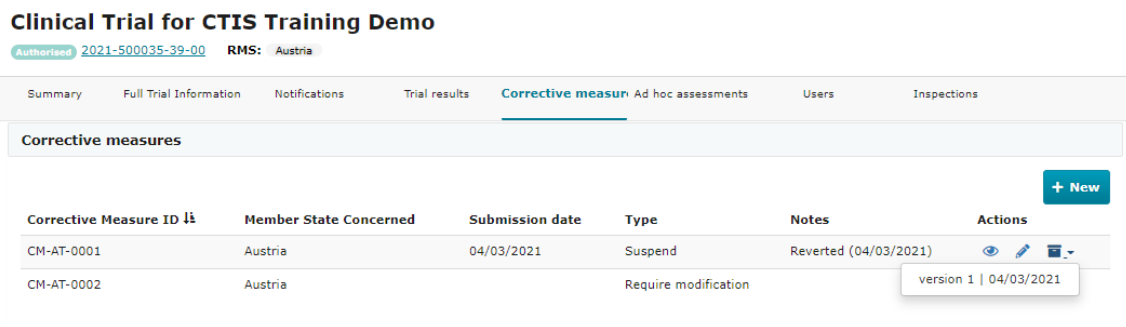 Clinical Trial for CTIS Training Demo
Authorised 2021-500035-39-00 RMS: Austria
Summary Full Trial Information Notifications Trial results Corrective measur Ad hoc assessments Users Inspections
Corrective measures
+ New
Corrective Measure ID Member State Concerned Submission date Type Notes Actions
CM-AT-0001 Austria 04/03/2021 Suspend Reverted (04/03/2021)
version 1 | 04/03/2021
CM-AT-0002 Austria Require modification